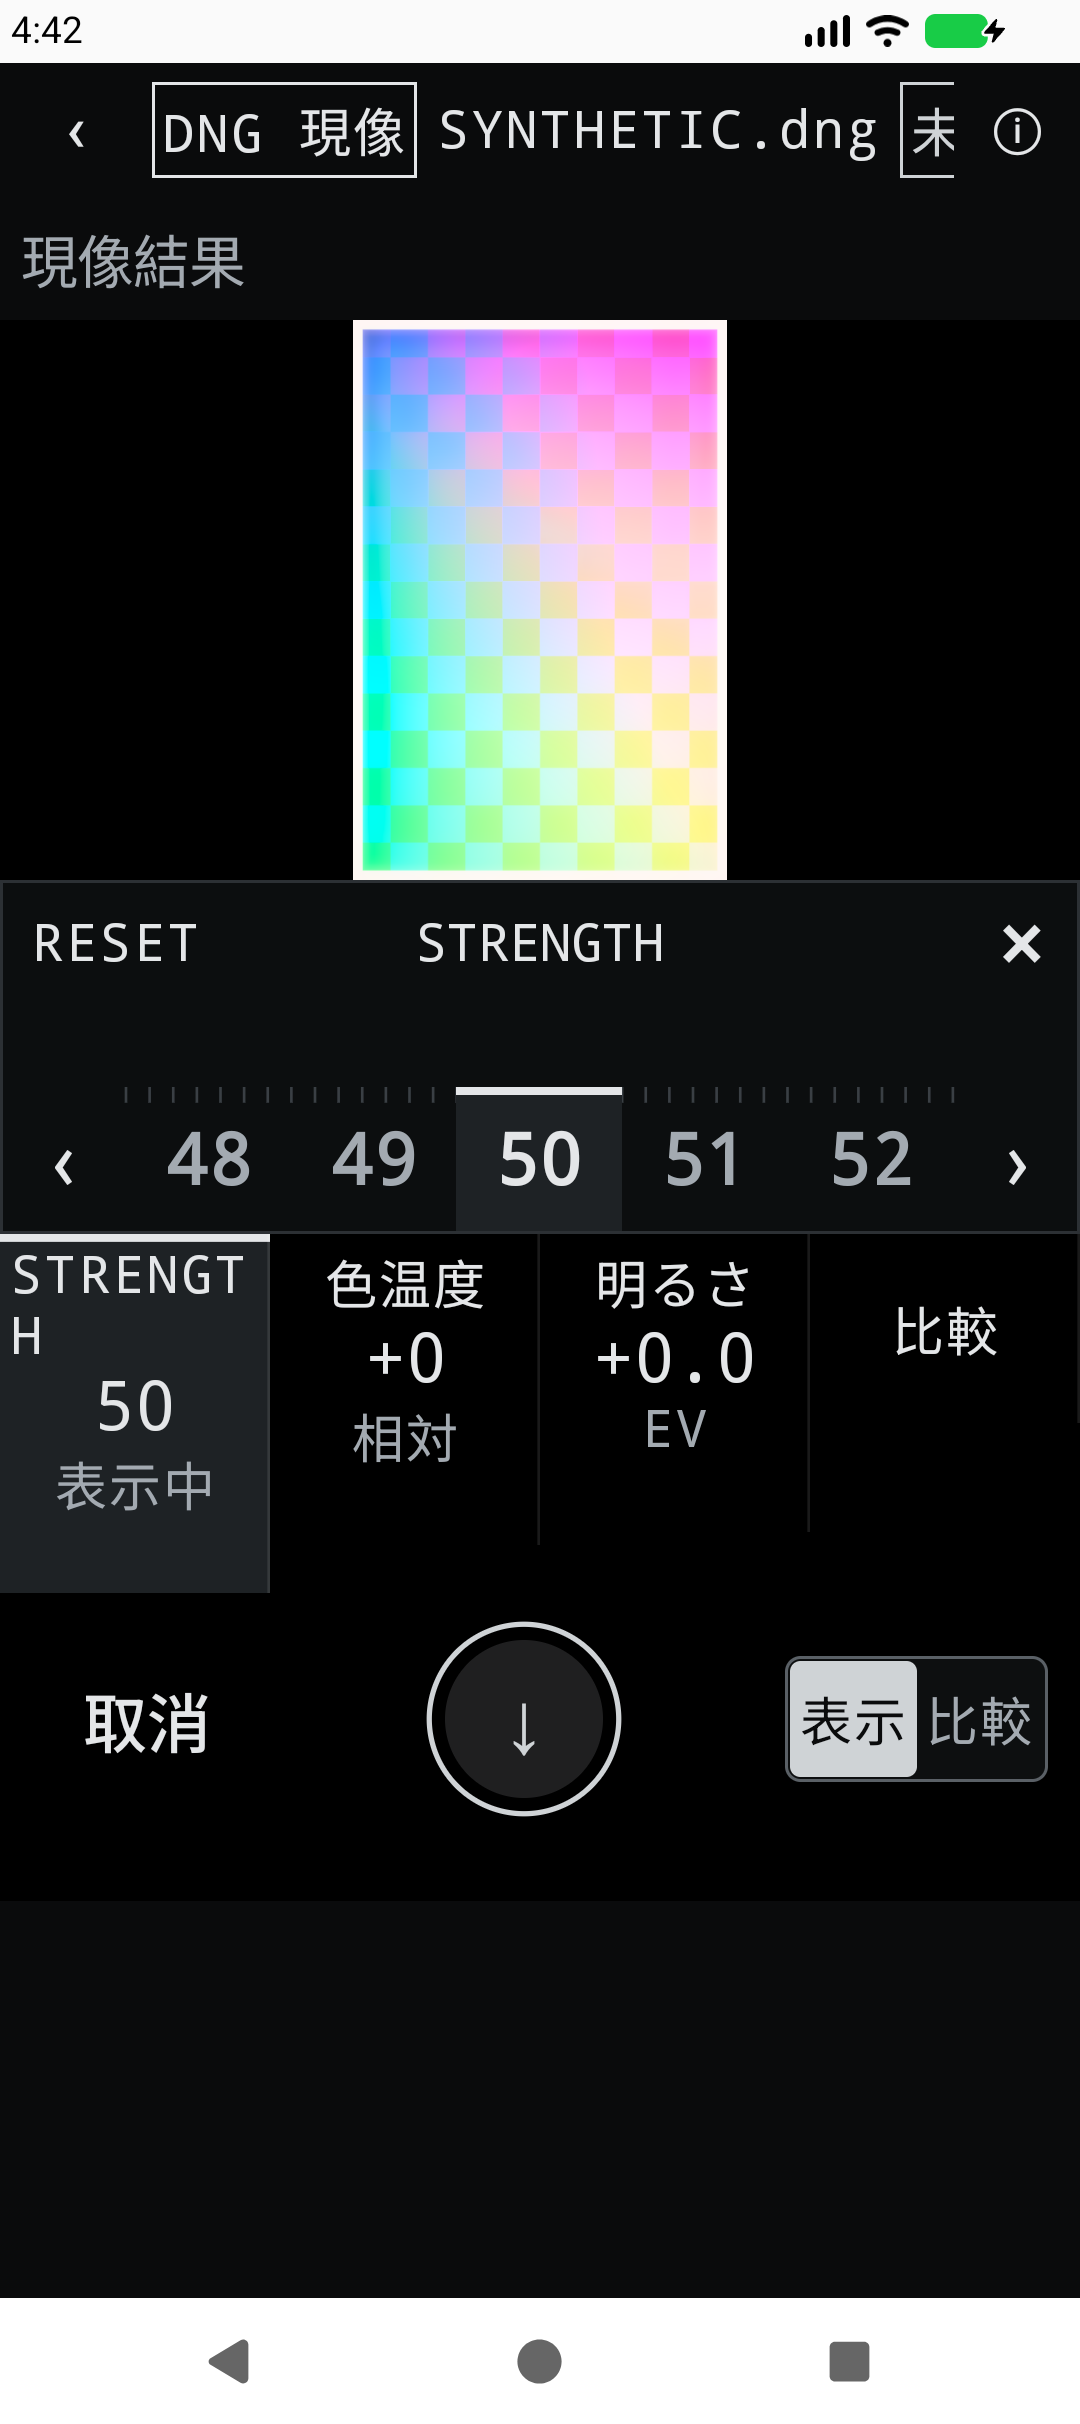 4:42
DNG 現像 SYNTHETIC.dng 未
現像結果
RESET STRENGTH
48 49 50 51 52
STRENGT
H
50
表示中
色温度
+0
相対
明るさ
+0.0
EV
比較
取消
↓
表示 比較